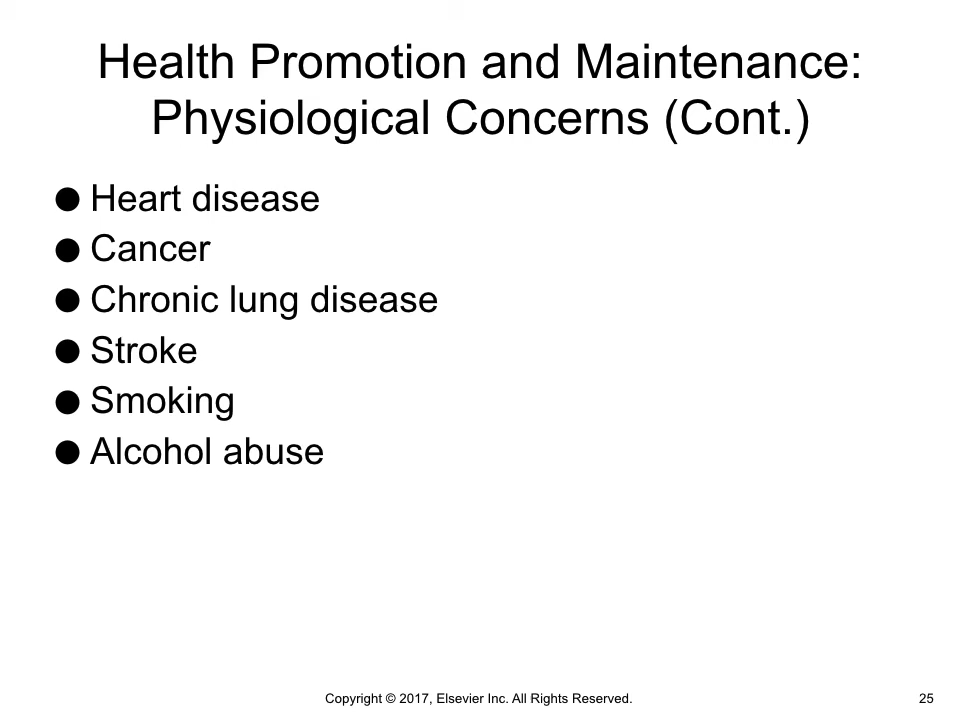 Health Promotion and Maintenance:
Physiological Concerns (Cont.)
● Heart disease
● Cancer
● Chronic lung disease
● Stroke
● Smoking
● Alcohol abuse
Copyright © 2017, Elsevier Inc. All Rights Reserved.
25